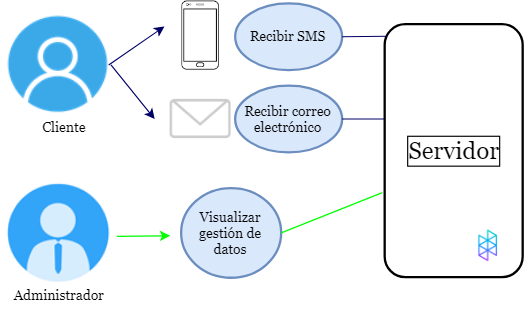 Recibir SMS
Recibir correo
electrónico
Cliente
Servidor
Visualizar
gestión de
datos
Administrador